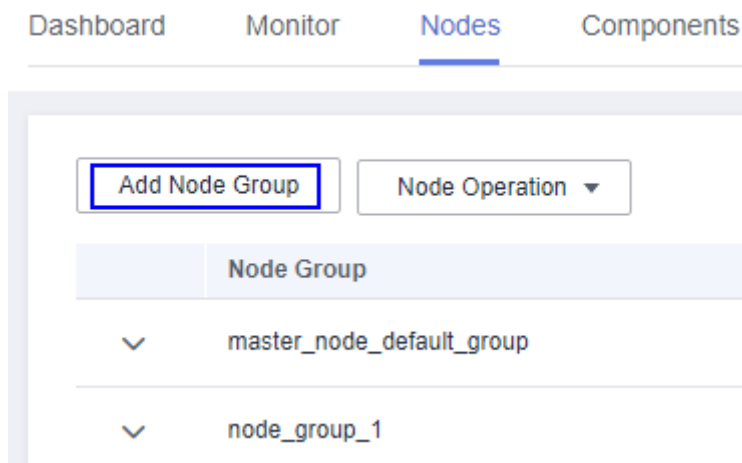 Dashboard Monitor Nodes Components
Add Node Group Node Operation
Node Group
master_node_default_group
node_group_1